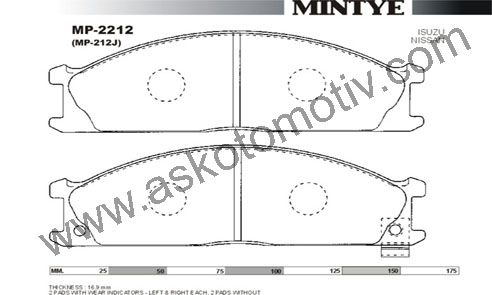 MINTYE
MP-2212
(MP-212J)
ISUZU
NISSAN
www.askotomotiv.com
MM. 25 50 75 100 125 150 175
THICKNESS : 16.9 mm
2 PADS WITH WEAR INDICATORS - LEFT & RIGHT EACH, 2 PADS WITHOUT